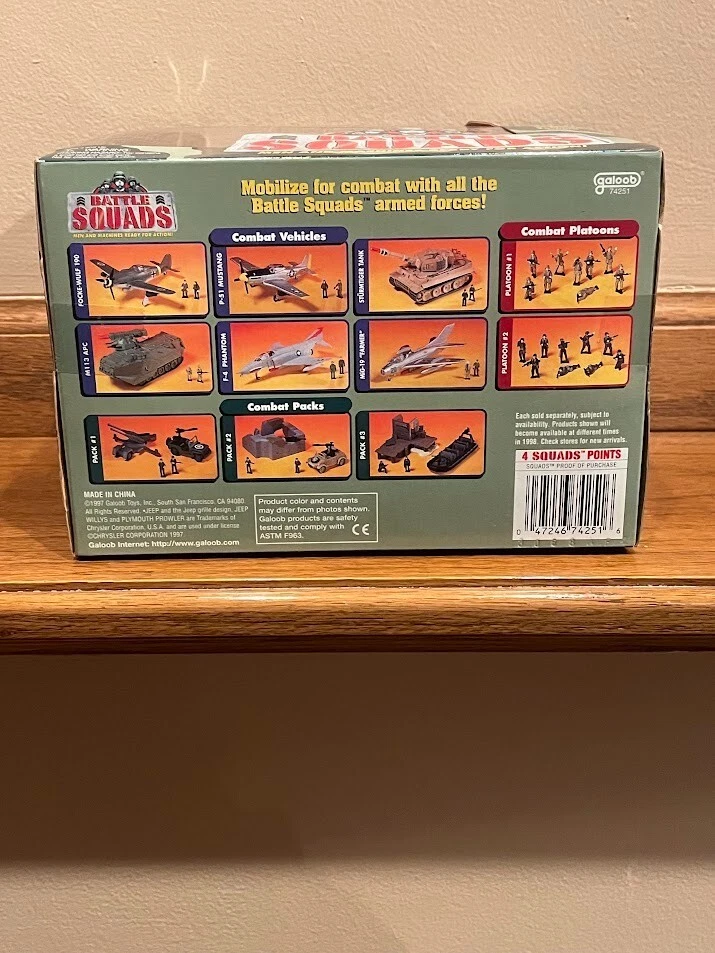 WARNING
BATTLE
SQUADS
BATTLE
SQUADS
MEN AND MACHINES READY FOR ACTION!
Mobilize for combat with all the
Battle Squads™ armed forces!
galoob®
74251
Combat Vehicles
Combat Platoons
FOCKE-WULF 190
P-51 MUSTANG
STÜRMTIGER TANK
PLATOON #1
M113 APC
F-4 PHANTOM
MIG-19 "FARMER"
PLATOON #2
Combat Packs
PACK #1
PACK #2
PACK #3
Each sold separately, subject to
availability. Products shown will
become available at different times
in 1998. Check stores for new arrivals.
4 SQUADS™ POINTS
SQUADS™ PROOF OF PURCHASE
0 47246 74251 6
MADE IN CHINA
©1997 Galoob Toys, Inc., South San Francisco, CA 94080.
All Rights Reserved. •JEEP and the Jeep grille design, JEEP
WILLYS and PLYMOUTH PROWLER are Trademarks of
Chrysler Corporation, U.S.A. and are used under license
©CHRYSLER CORPORATION 1997.
Galoob Internet: http://www.galoob.com
Product color and contents
may differ from photos shown.
Galoob products are safety
tested and comply with
ASTM F963.
CE